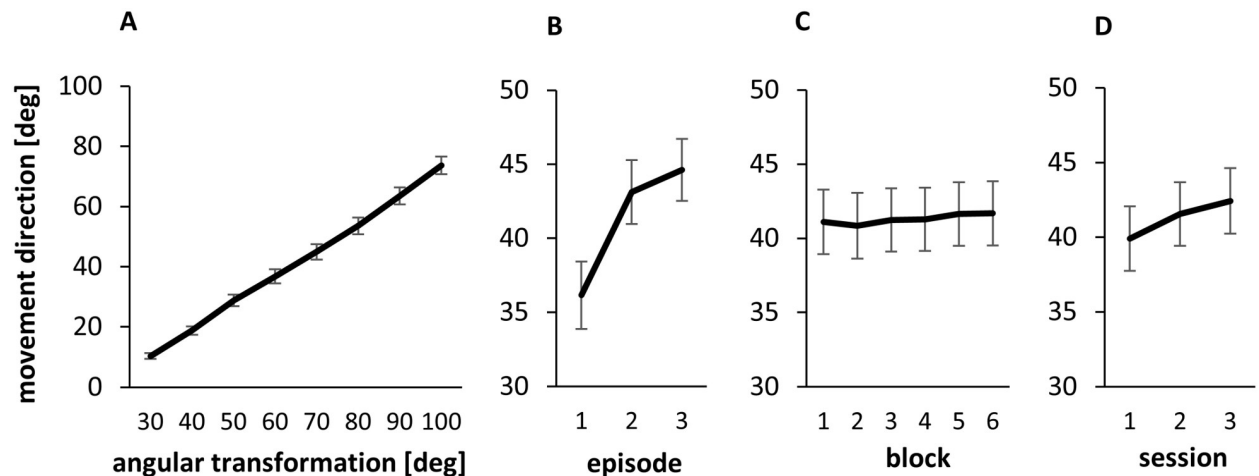 A
B
C
D
movement direction [deg]
100
80
60
40
20
0
30 40 50 60 70 80 90 100
angular transformation [deg]
50
45
40
35
30
1 2 3
episode
50
45
40
35
30
1 2 3 4 5 6
block
50
45
40
35
30
1 2 3
session